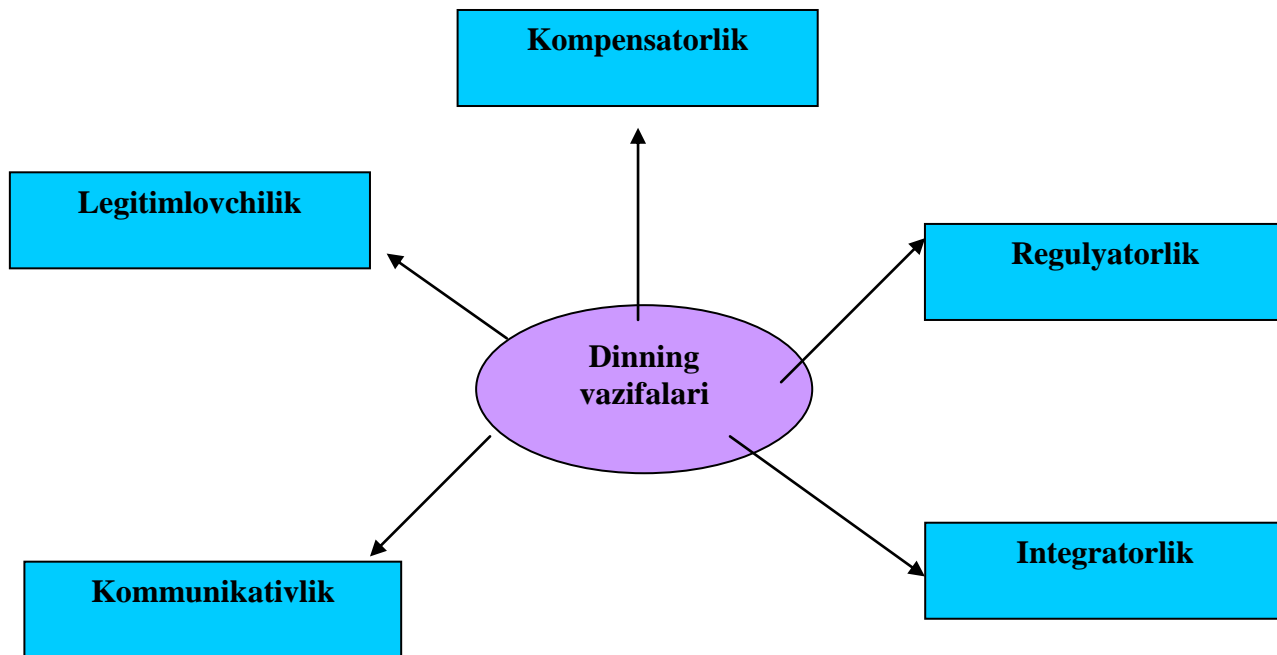 Kompensatorlik
Legitimlovchilik
Regulyatorlik
Dinning
vazifalari
Integratorlik
Kommunikativlik